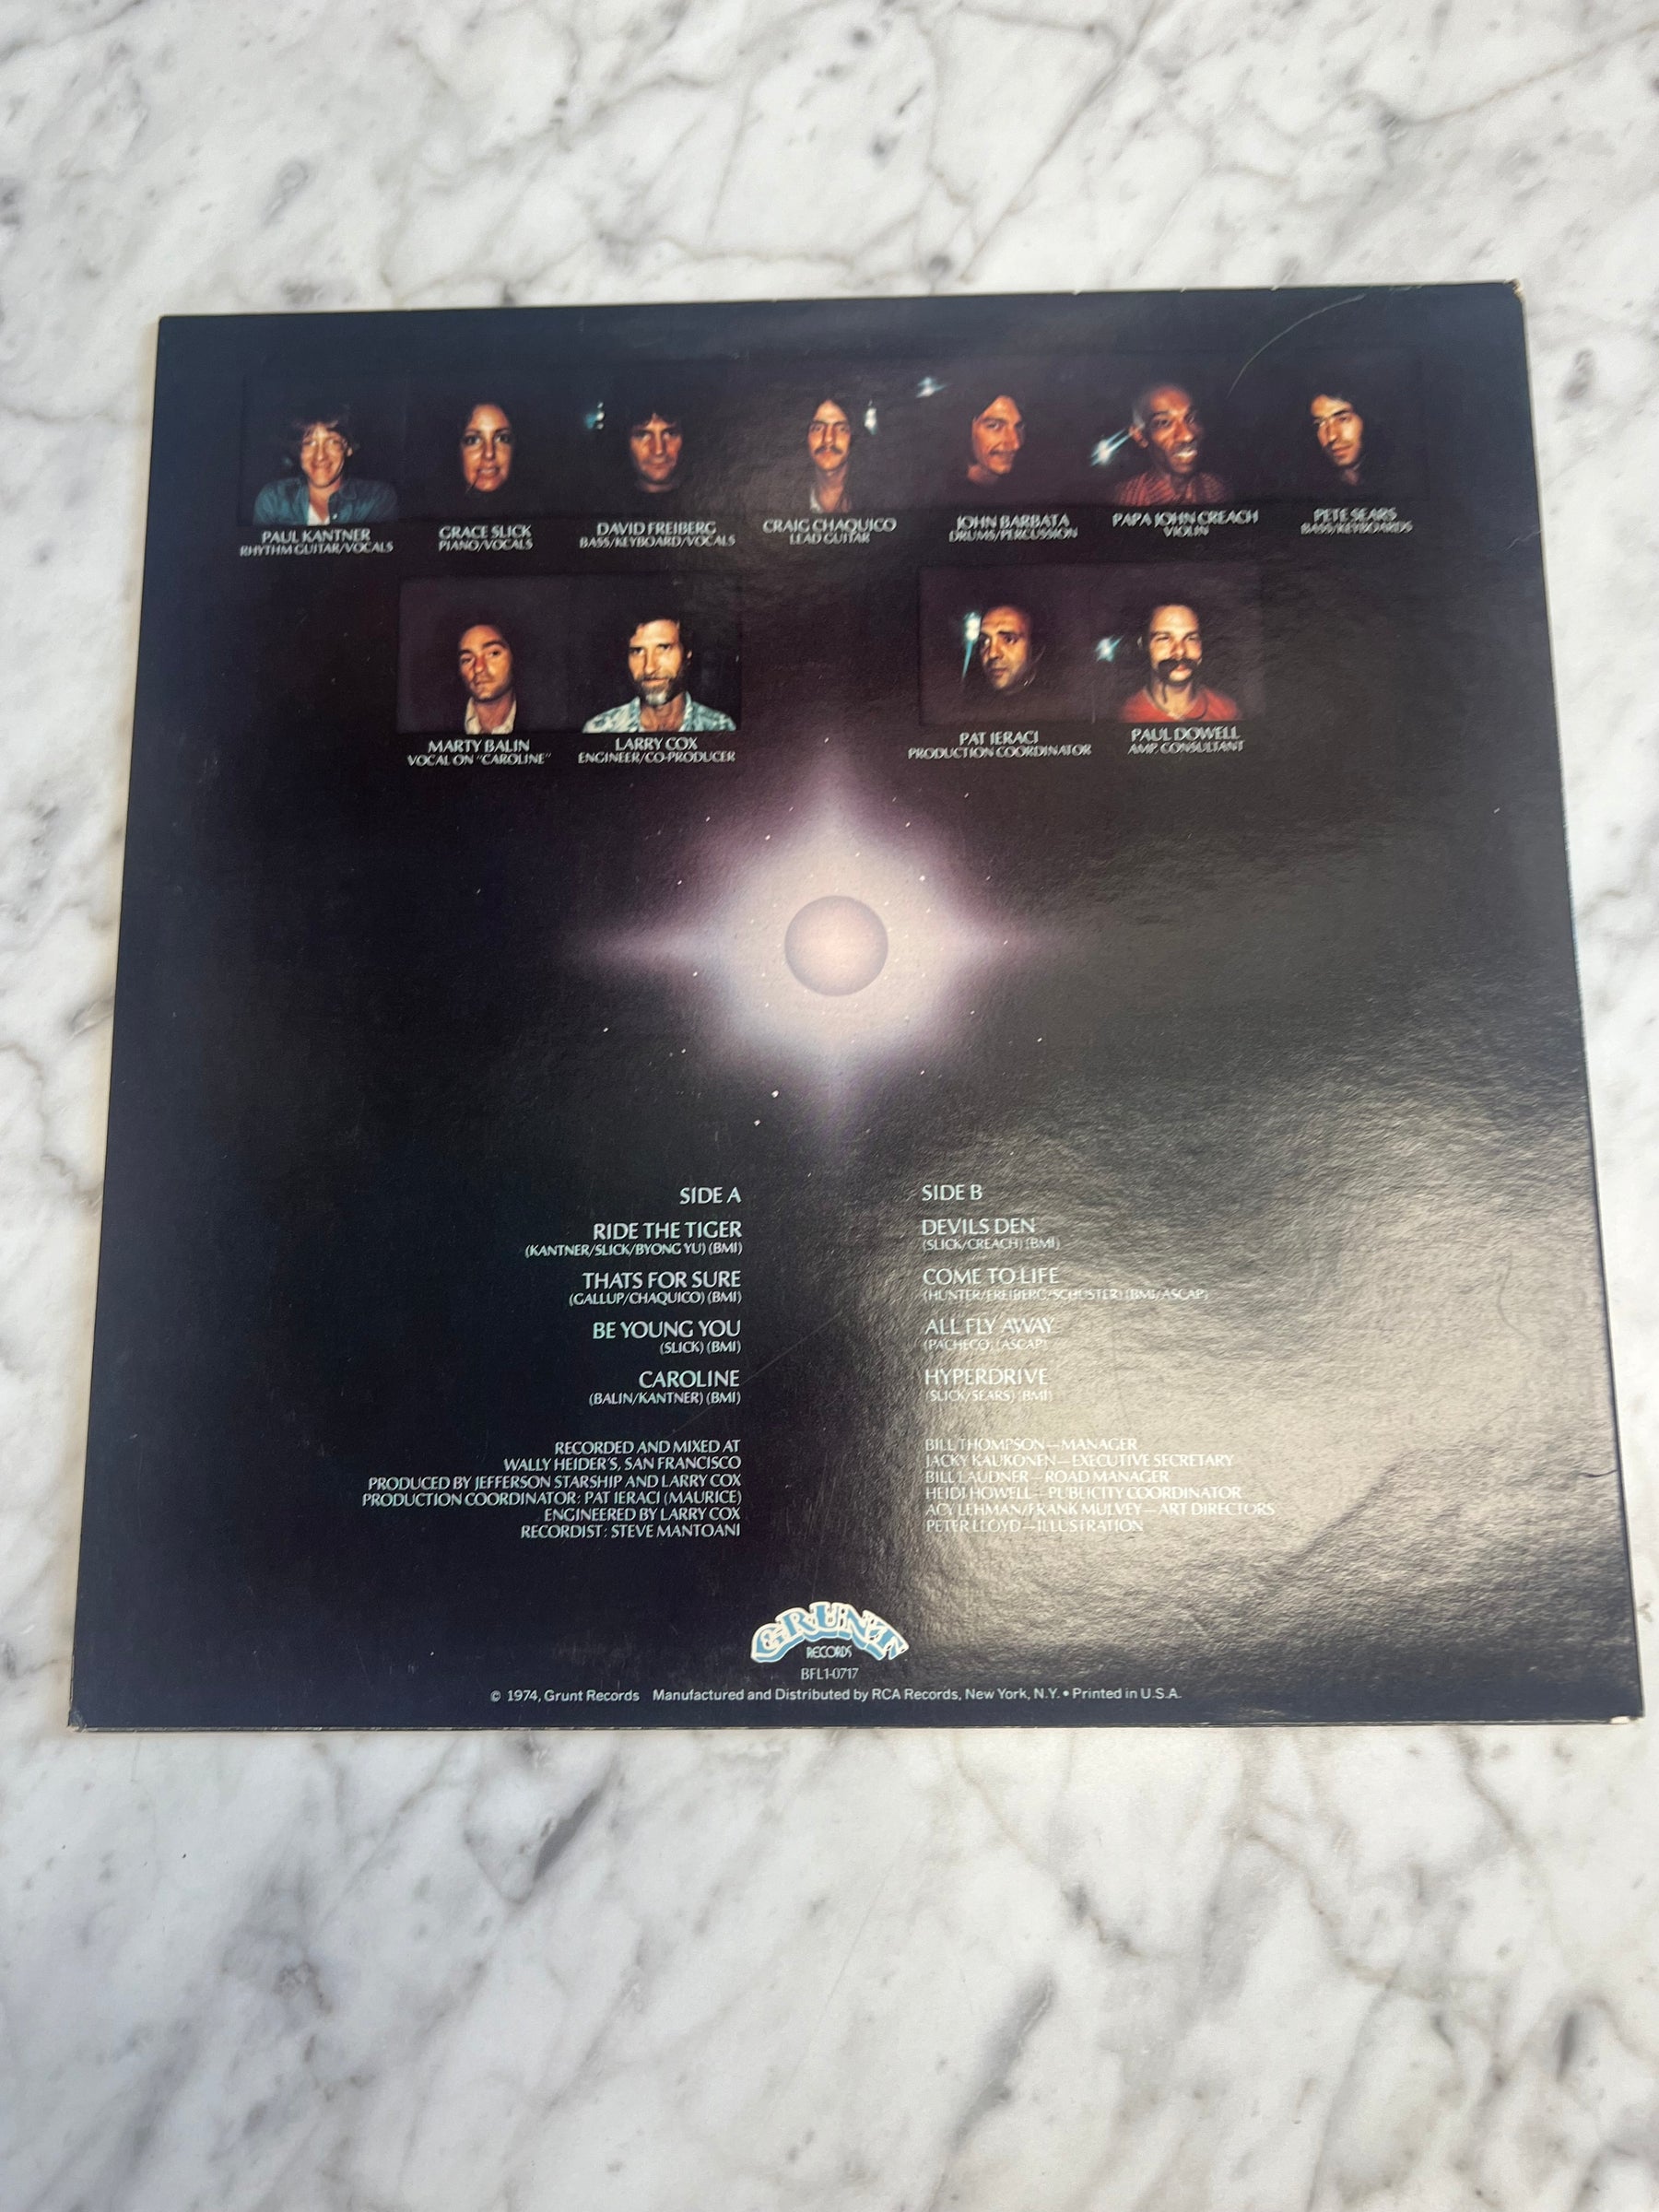 PAUL KANTNER
RHYTHM GUITAR/VOCALS
GRACE SLICK
PIANO/VOCALS
DAVID FREIBERG
BASS/KEYBOARD/VOCALS
CRAIG CHAQUICO
LEAD GUITAR
JOHN BARBATA
DRUMS/PERCUSSION
PAPA JOHN CREACH
VIOLIN
PETE SEARS
BASS/KEYBOARDS
MARTY BALIN
VOCAL ON "CAROLINE"
LARRY COX
ENGINEER/CO-PRODUCER
PAT IERACI
PRODUCTION COORDINATOR
PAUL DOWELL
AMP. CONSULTANT
SIDE A
RIDE THE TIGER
(KANTNER/SLICK/BYONG YU) (BMI)
THATS FOR SURE
(GALLUP/CHAQUICO) (BMI)
BE YOUNG YOU
(SLICK) (BMI)
CAROLINE
(BALIN/KANTNER) (BMI)
RECORDED AND MIXED AT
WALLY HEIDER'S, SAN FRANCISCO
PRODUCED BY JEFFERSON STARSHIP AND LARRY COX
PRODUCTION COORDINATOR: PAT IERACI (MAURICE)
ENGINEERED BY LARRY COX
RECORDIST: STEVE MANTOANI
SIDE B
DEVILS DEN
(SLICK/CREACH) (BMI)
COME TO LIFE
(HUNTER/FREIBERG/SCHUSTER) (BMI/ASCAP)
ALL FLY AWAY
(PACHECO) (ASCAP)
HYPERDRIVE
(SLICK/SEARS) (BMI)
BILL THOMPSON—MANAGER
JACKY KAUKONEN—EXECUTIVE SECRETARY
BILL LAUDNER—ROAD MANAGER
HEIDI HOWELL—PUBLICITY COORDINATOR
ACY LEHMAN/FRANK MULVEY—ART DIRECTORS
PETER LLOYD—ILLUSTRATION
GRUNT
RECORDS
BFL1-0717
© 1974, Grunt Records Manufactured and Distributed by RCA Records, New York, N.Y. • Printed in U.S.A.